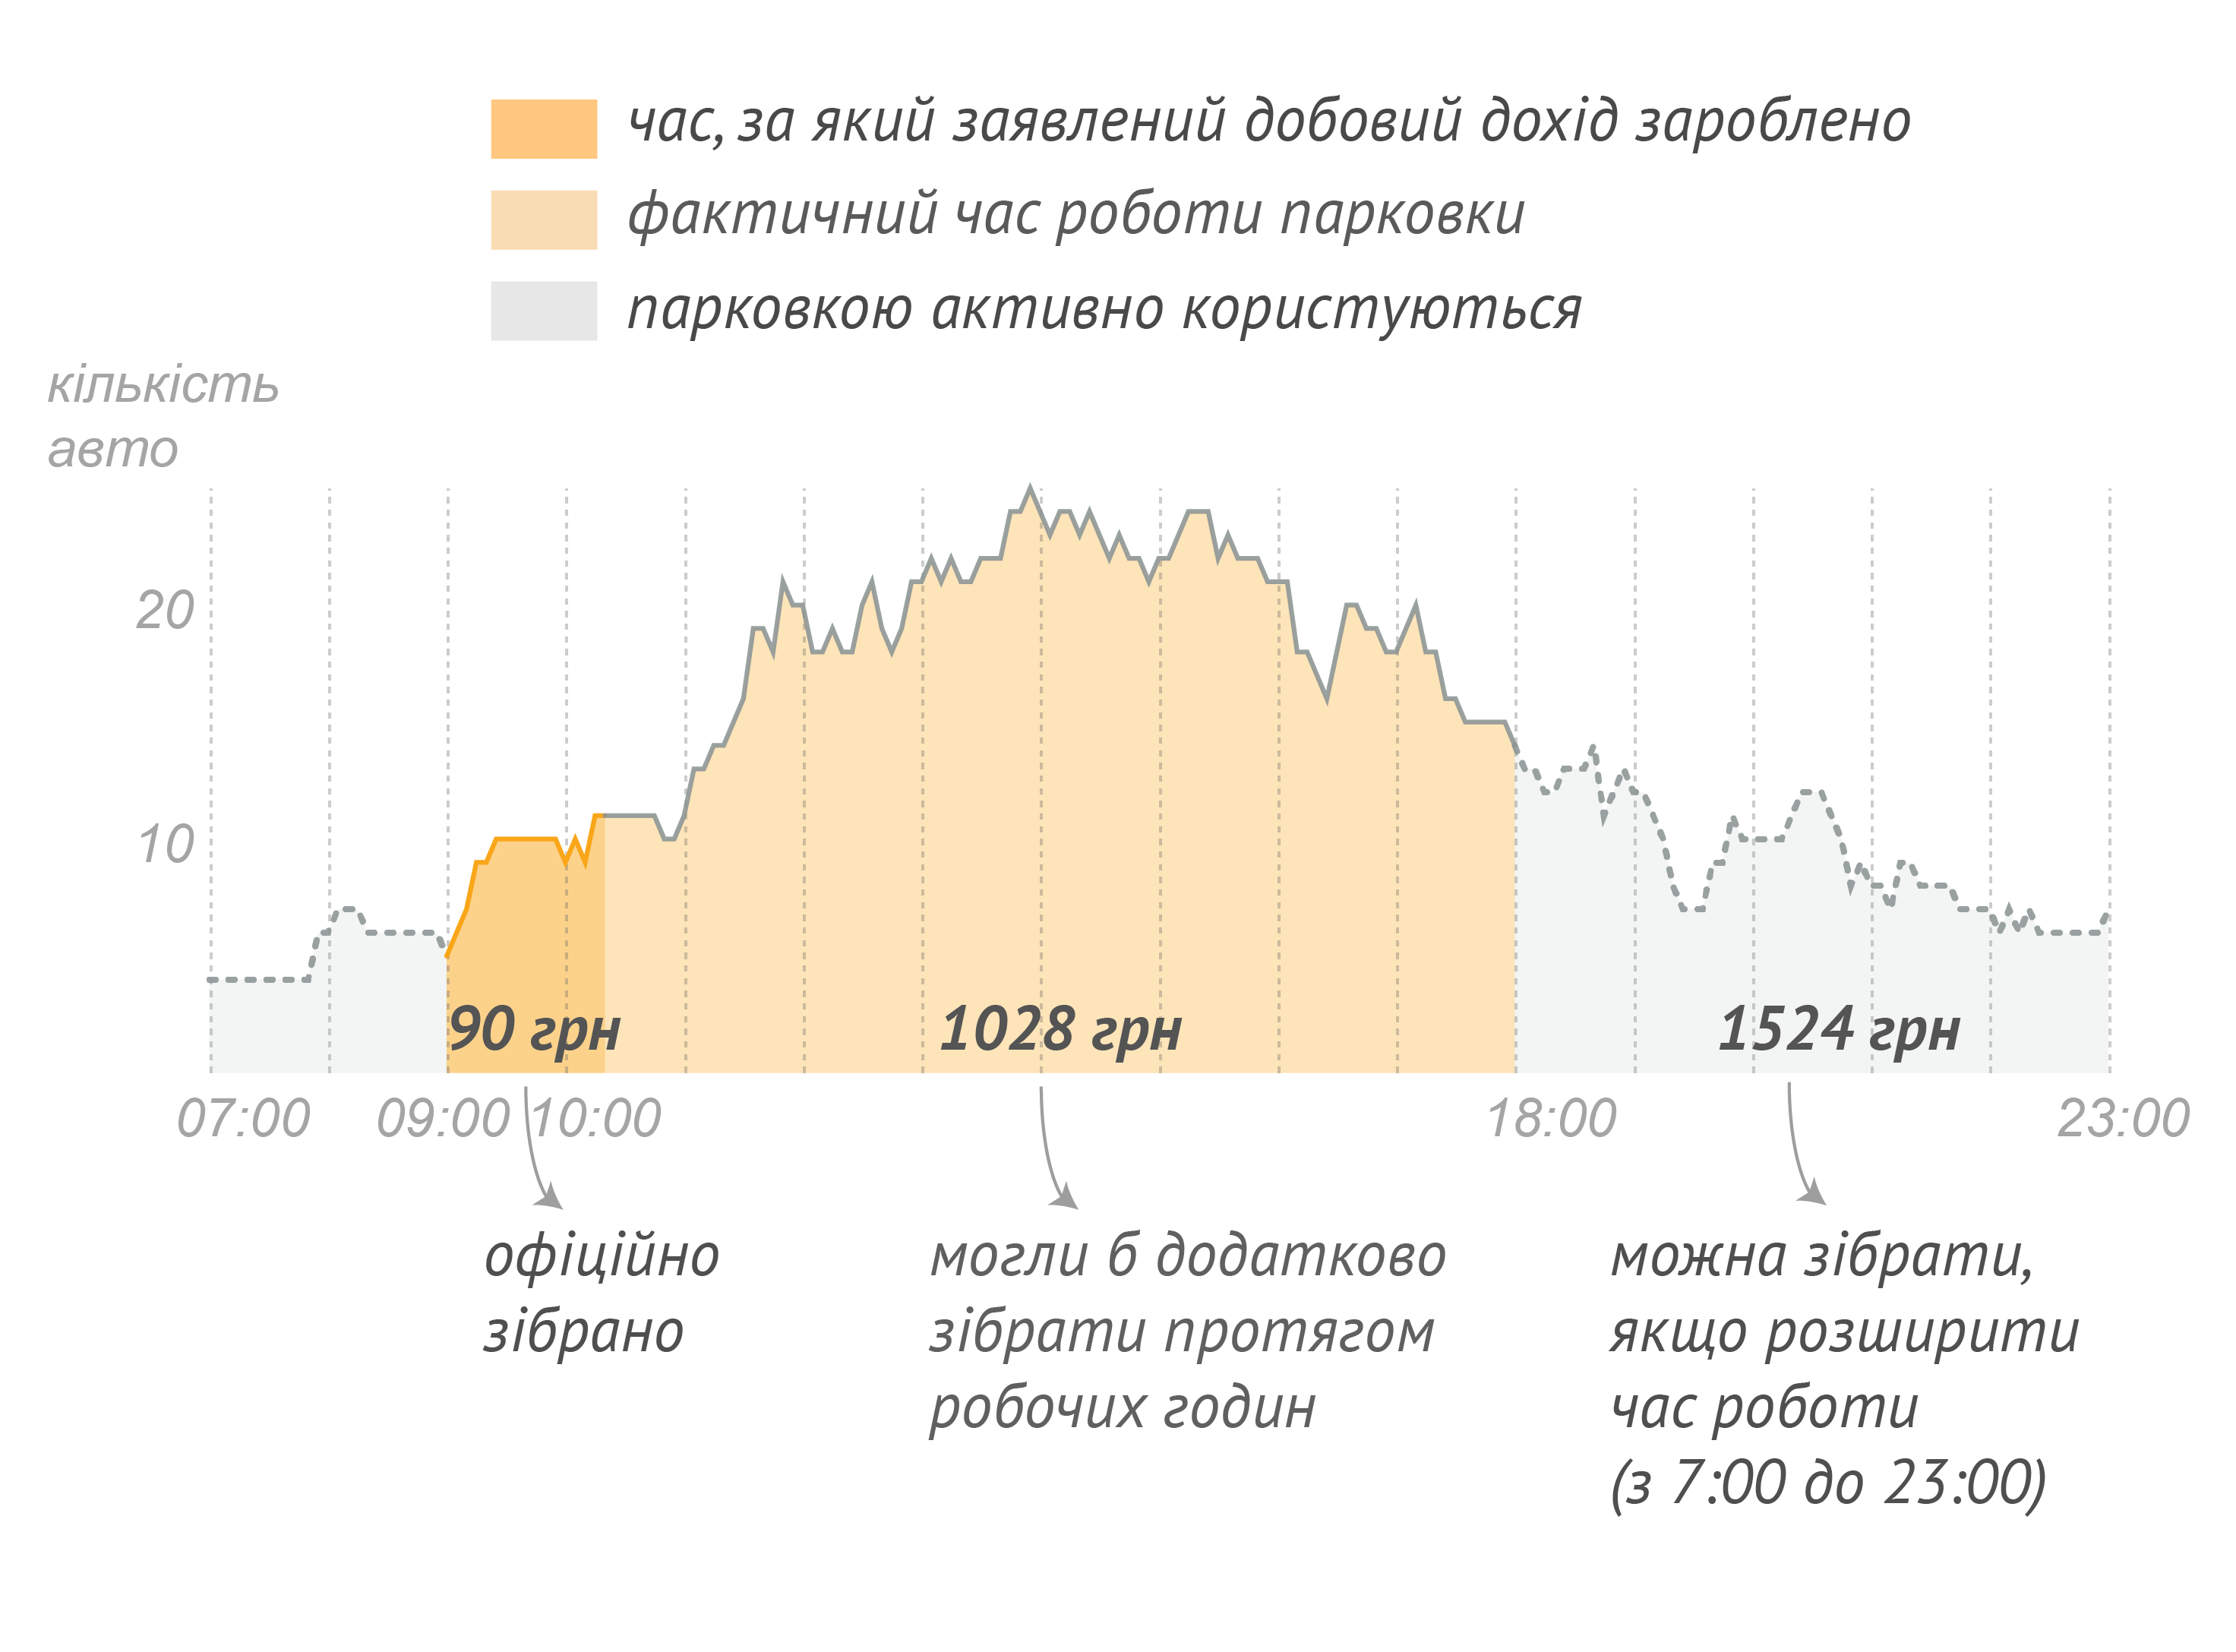 час, за який заявлений добовий дохід зароблено
фактичний час роботи парковки
парковкою активно користуються
кількість
авто
20
10
90 грн
1028 грн
1524 грн
07:00
09:00
10:00
18:00
23:00
офіційно
зібрано
могли б додатково
зібрати протягом
робочих годин
можна зібрати,
якщо розширити
час роботи
(з 7:00 до 23:00)